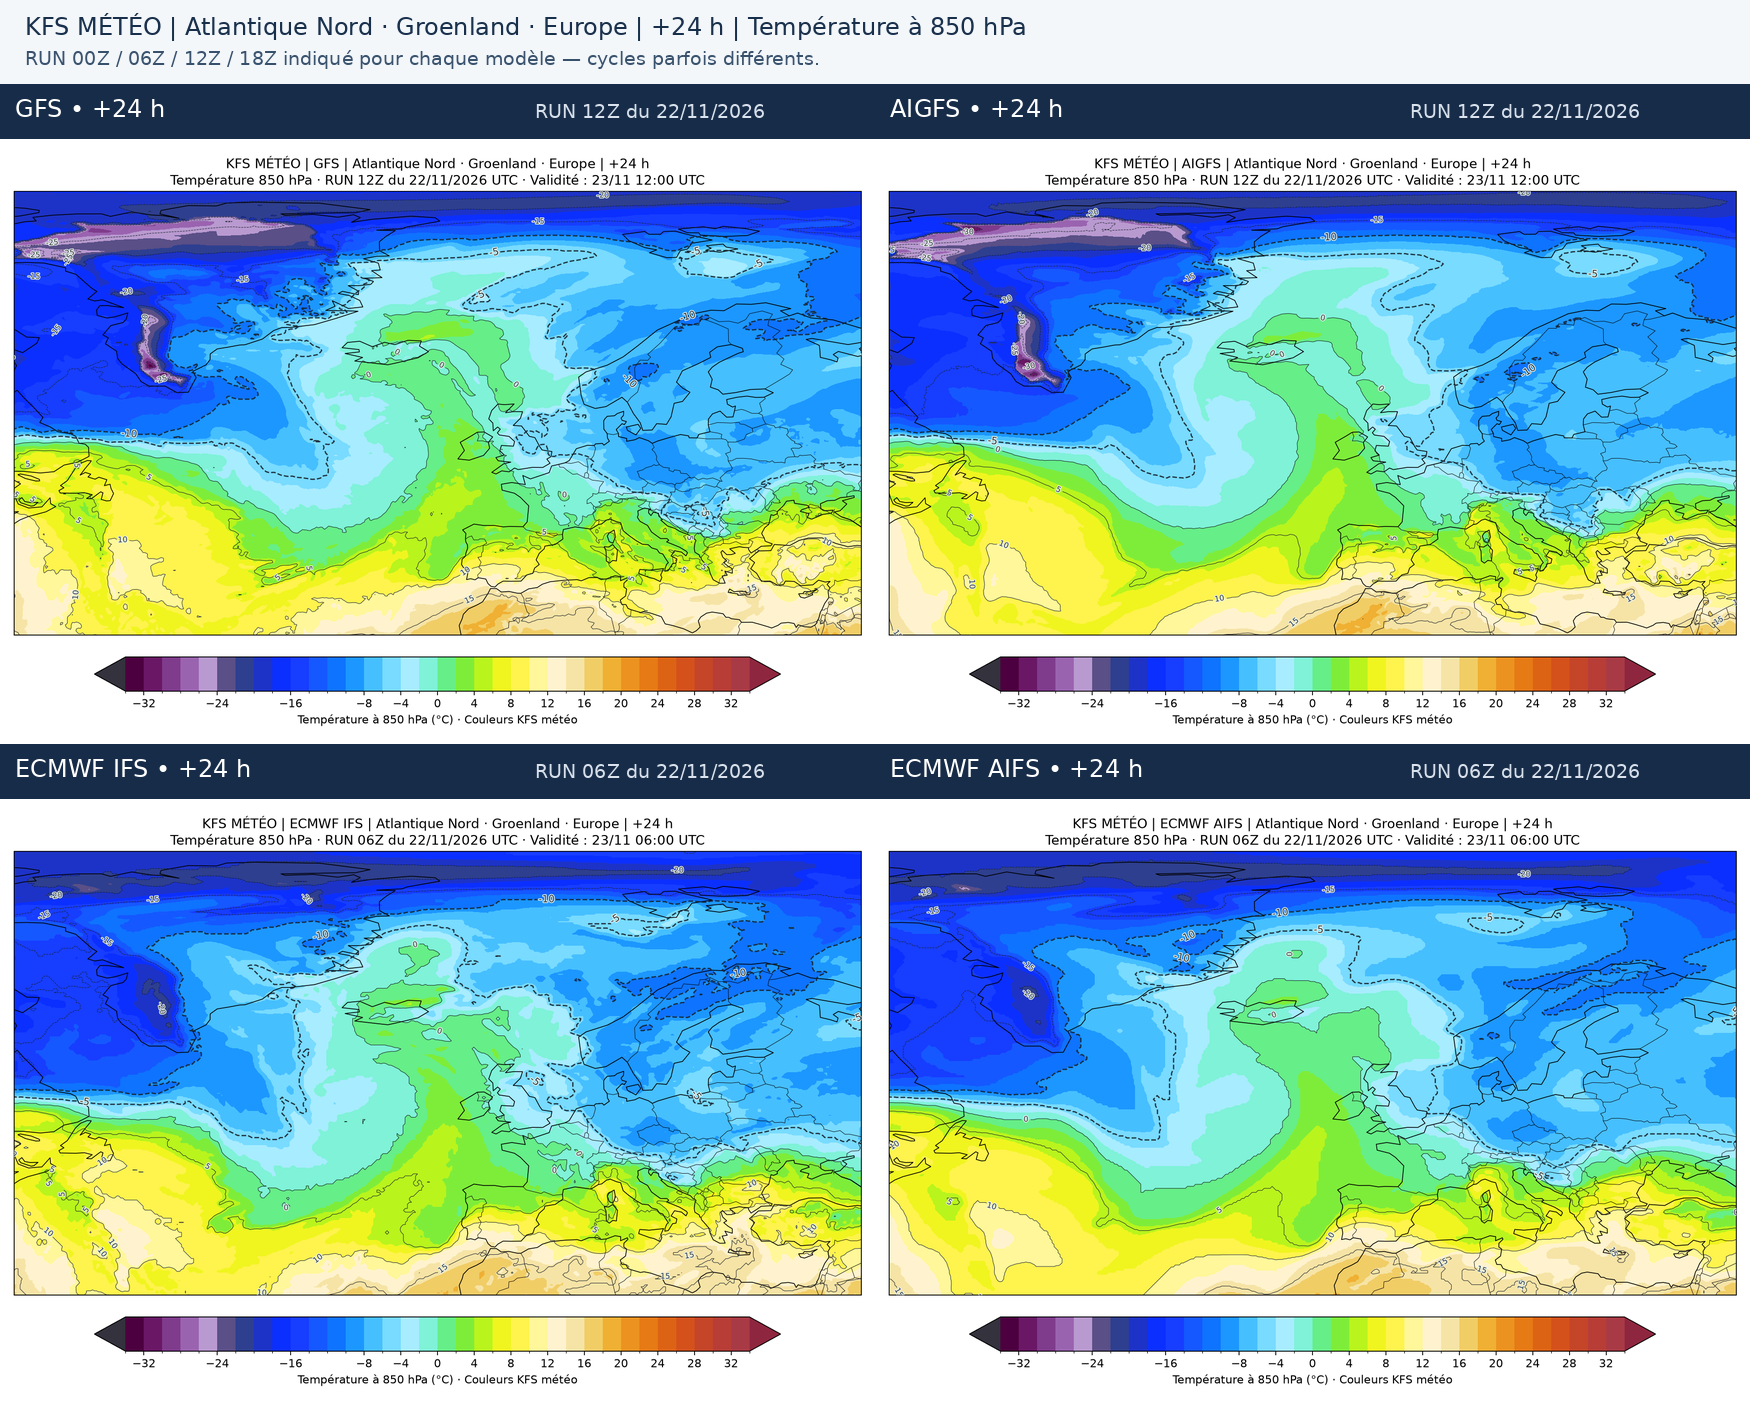 KFS MÉTÉO | Atlantique Nord · Groenland · Europe | +24 h | Température à 850 hPa
RUN 00Z / 06Z / 12Z / 18Z indiqué pour chaque modèle — cycles parfois différents.
GFS • +24 h
RUN 12Z du 22/11/2026
AIGFS • +24 h
RUN 12Z du 22/11/2026
KFS MÉTÉO | GFS | Atlantique Nord · Groenland · Europe | +24 h
Température 850 hPa · RUN 12Z du 22/11/2026 UTC · Validité : 23/11 12:00 UTC
KFS MÉTÉO | AIGFS | Atlantique Nord · Groenland · Europe | +24 h
Température 850 hPa · RUN 12Z du 22/11/2026 UTC · Validité : 23/11 12:00 UTC
−32 −24 −16 −8 −4 0 4 8 12 16 20 24 28 32
Température à 850 hPa (°C) · Couleurs KFS météo
−32 −24 −16 −8 −4 0 4 8 12 16 20 24 28 32
Température à 850 hPa (°C) · Couleurs KFS météo
ECMWF IFS • +24 h
RUN 06Z du 22/11/2026
ECMWF AIFS • +24 h
RUN 06Z du 22/11/2026
KFS MÉTÉO | ECMWF IFS | Atlantique Nord · Groenland · Europe | +24 h
Température 850 hPa · RUN 06Z du 22/11/2026 UTC · Validité : 23/11 06:00 UTC
KFS MÉTÉO | ECMWF AIFS | Atlantique Nord · Groenland · Europe | +24 h
Température 850 hPa · RUN 06Z du 22/11/2026 UTC · Validité : 23/11 06:00 UTC
−32 −24 −16 −8 −4 0 4 8 12 16 20 24 28 32
Température à 850 hPa (°C) · Couleurs KFS météo
−32 −24 −16 −8 −4 0 4 8 12 16 20 24 28 32
Température à 850 hPa (°C) · Couleurs KFS météo